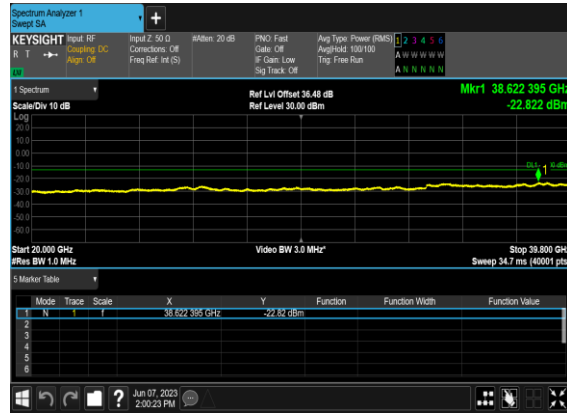 Spectrum Analyzer 1
Swept SA
+
KEYSIGHT Input: RF Input Z: 50 Ω #Atten: 20 dB PNO: Fast Avg Type: Power (RMS) 1 2 3 4 5 6
R T Coupling: DC Corrections: Off Gate: Off Avg|Hold: 100/100 A W W W W W
Align: Off Freq Ref: Int (S) IF Gain: Low Trig: Free Run
Sig Track: Off A N N N N N
1 Spectrum Ref Lvl Offset 36.48 dB Mkr1 38.622 395 GHz
Scale/Div 10 dB Ref Level 30.00 dBm -22.822 dBm
Log
20.0
10.0
0.00
-10.0
-20.0
-30.0
-40.0
-50.0
-60.0
1
Start 20.000 GHz Video BW 3.0 MHz* Stop 39.800 GHz
#Res BW 1.0 MHz Sweep 34.7 ms (40001 pts
5 Marker Table
Mode Trace Scale X Y Function Function Width Function Value
1 N 1 f 38.622 395 GHz -22.82 dBm
2
3
4
5
6
? Jun 07, 2023
2:00:23 PM